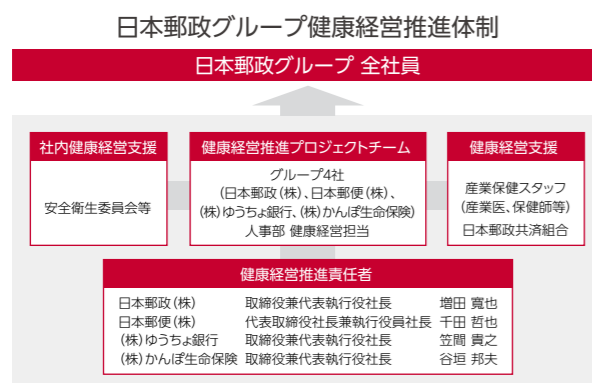 日本郵政グループ健康経営推進体制
日本郵政グループ 全社員
社内健康経営支援
安全衛生委員会等
健康経営推進プロジェクトチーム
グループ4社
(日本郵政(株)、日本郵便(株)、
(株)ゆうちょ銀行、(株)かんぽ生命保険)
人事部 健康経営担当
健康経営支援
産業保健スタッフ
(産業医、保健師等)
日本郵政共済組合
健康経営推進責任者
日本郵政(株) 取締役兼代表執行役社長 増田 寬也
日本郵便(株) 代表取締役社長兼執行役員社長 千田 哲也
(株)ゆうちょ銀行 取締役兼代表執行役社長 笠間 貴之
(株)かんぽ生命保険 取締役兼代表執行役社長 谷垣 邦夫